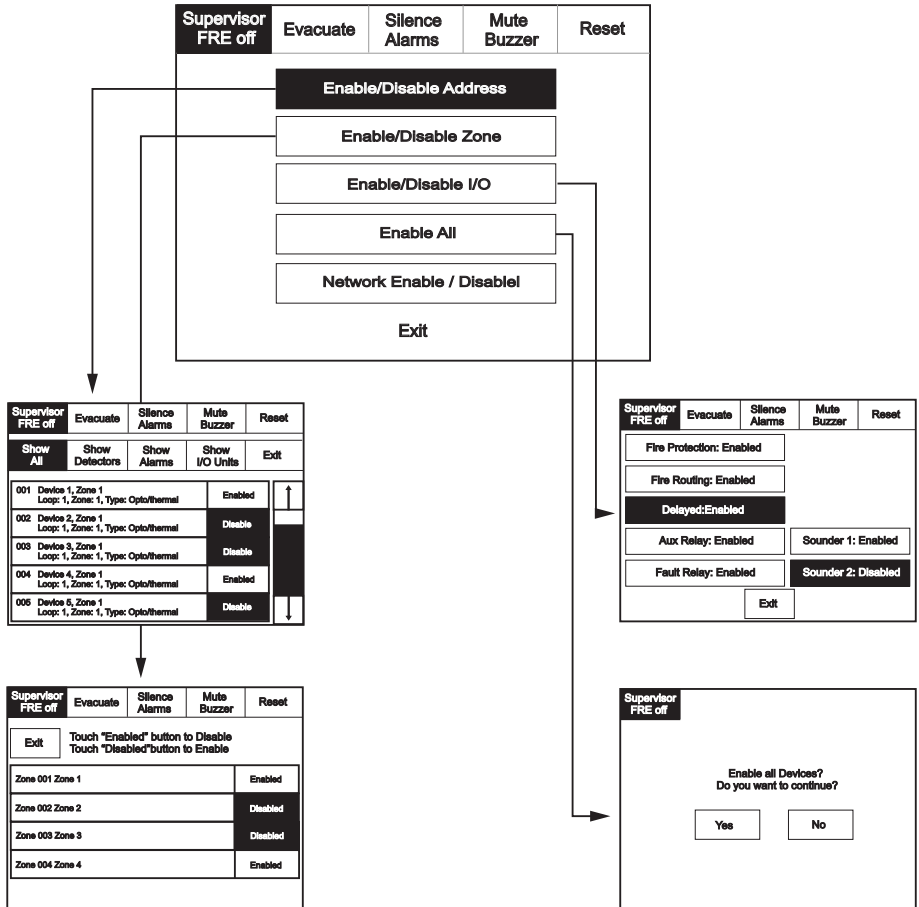 Supervisor
FRE off
Evacuate
Silence
Alarms
Mute
Buzzer
Reset
Enable/Disable Address
Enable/Disable Zone
Enable/Disable I/O
Enable All
Network Enable / Disablel
Exit
Supervisor
FRE off
Evacuate
Silence
Alarms
Mute
Buzzer
Reset
Show
All
Show
Detectors
Show
Alarms
Show
I/O Units
Exit
001 Device 1, Zone 1
Loop: 1, Zone: 1, Type: Opto/thermal
Enabled
002 Device 2, Zone 1
Loop: 1, Zone: 1, Type: Opto/thermal
Disable
003 Device 3, Zone 1
Loop: 1, Zone: 1, Type: Opto/thermal
Disable
004 Device 4, Zone 1
Loop: 1, Zone: 1, Type: Opto/thermal
Enabled
005 Device 5, Zone 1
Loop: 1, Zone: 1, Type: Opto/thermal
Disable
Supervisor
FRE off
Evacuate
Silence
Alarms
Mute
Buzzer
Reset
Fire Protection: Enabled
Fire Routing: Enabled
Delayed:Enabled
Aux Relay: Enabled
Sounder 1: Enabled
Fault Relay: Enabled
Sounder 2: Disabled
Exit
Supervisor
FRE off
Evacuate
Silence
Alarms
Mute
Buzzer
Reset
Exit
Touch "Enabled" button to Disable
Touch "Disabled"button to Enable
Zone 001 Zone 1
Enabled
Zone 002 Zone 2
Disabled
Zone 003 Zone 3
Disabled
Zone 004 Zone 4
Enabled
Supervisor
FRE off
Enable all Devices?
Do you want to continue?
Yes
No